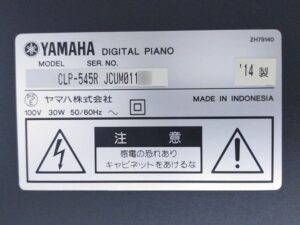 ZH79140
YAMAHA DIGITAL PIANO
MODEL SER. NO.
CLP-545R JCUM011
'14 製
ヤマハ株式会社
MADE IN INDONESIA
100V 30W 50/60Hz ～
注 意
感電の恐れあり
キャビネットをあけるな